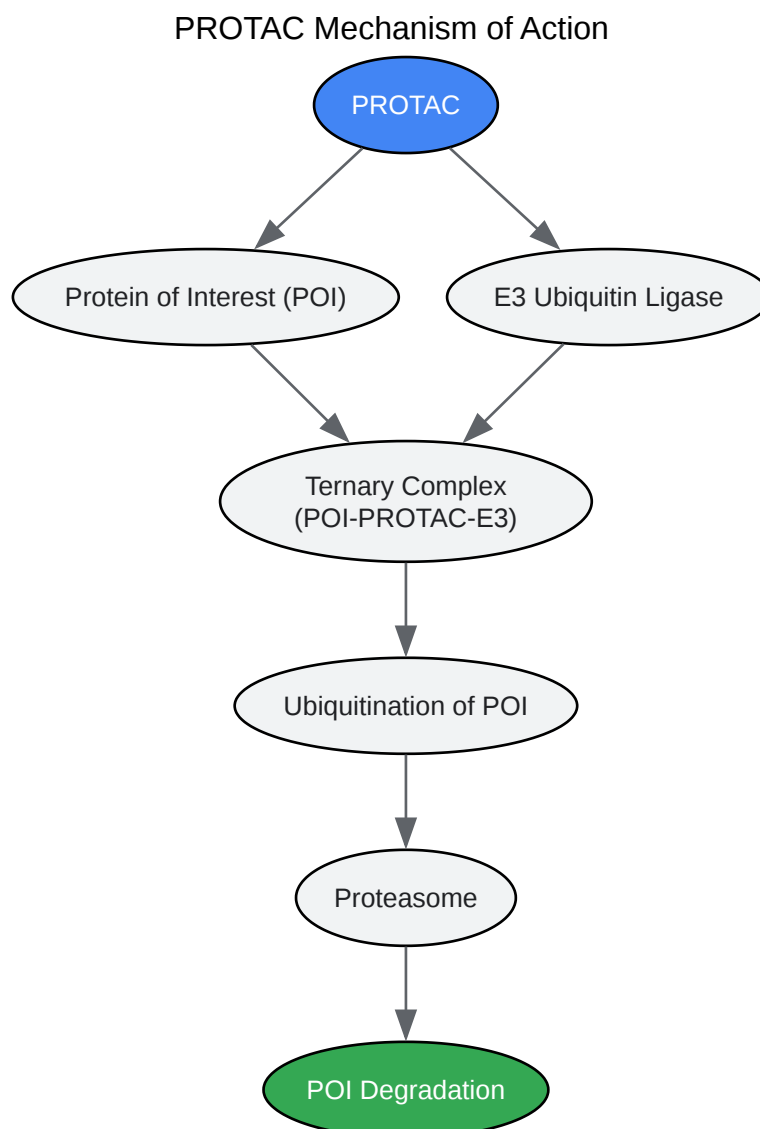 PROTAC Mechanism of Action
PROTAC
Protein of Interest (POI)
E3 Ubiquitin Ligase
Ternary Complex
(POI-PROTAC-E3)
Ubiquitination of POI
Proteasome
POI Degradation